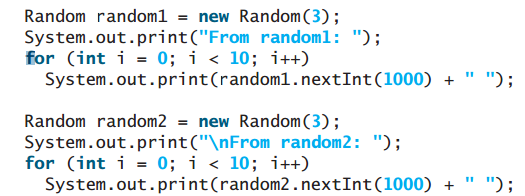 Random random1 = new Random(3);
System.out.print("From random1: ");
for (int i = 0; i < 10; i++)
  System.out.print(random1.nextInt(1000) + " ");

Random random2 = new Random(3);
System.out.print("\nFrom random2: ");
for (int i = 0; i < 10; i++)
  System.out.print(random2.nextInt(1000) + " ");